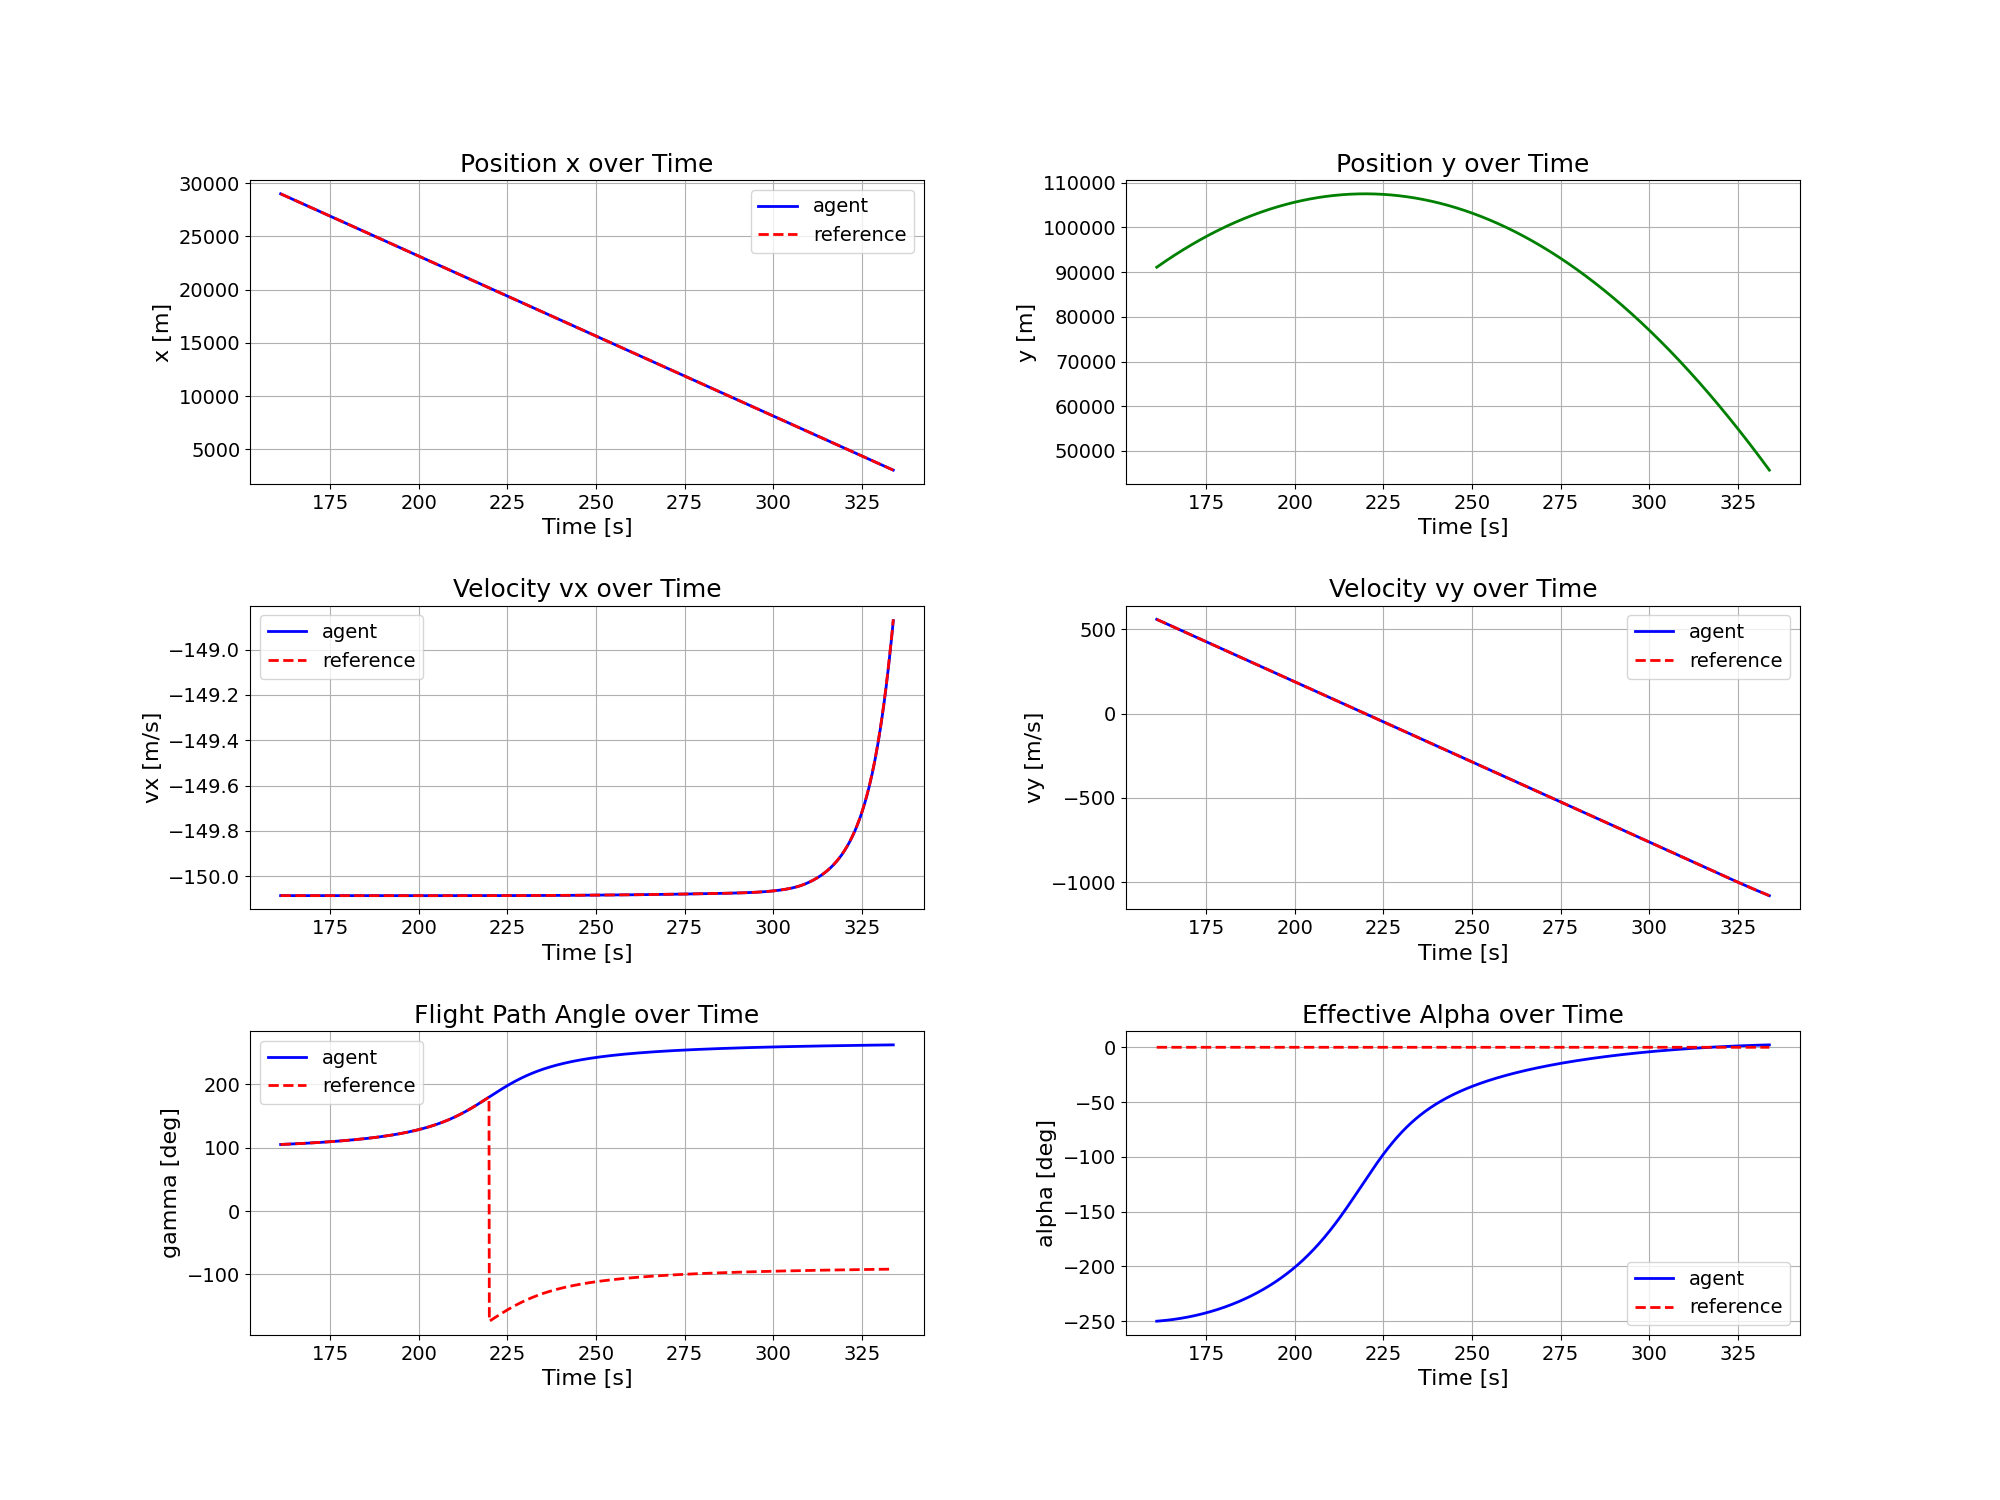 Position x over Time
30000
25000
20000
15000
10000
5000
x [m]
agent
reference
175 200 225 250 275 300 325
Time [s]
Position y over Time
110000
100000
90000
80000
70000
60000
50000
y [m]
175 200 225 250 275 300 325
Time [s]
Velocity vx over Time
−149.0
−149.2
−149.4
−149.6
−149.8
−150.0
vx [m/s]
agent
reference
175 200 225 250 275 300 325
Time [s]
Velocity vy over Time
500
0
−500
−1000
vy [m/s]
agent
reference
175 200 225 250 275 300 325
Time [s]
Flight Path Angle over Time
200
100
0
−100
gamma [deg]
agent
reference
175 200 225 250 275 300 325
Time [s]
Effective Alpha over Time
0
−50
−100
−150
−200
−250
alpha [deg]
agent
reference
175 200 225 250 275 300 325
Time [s]